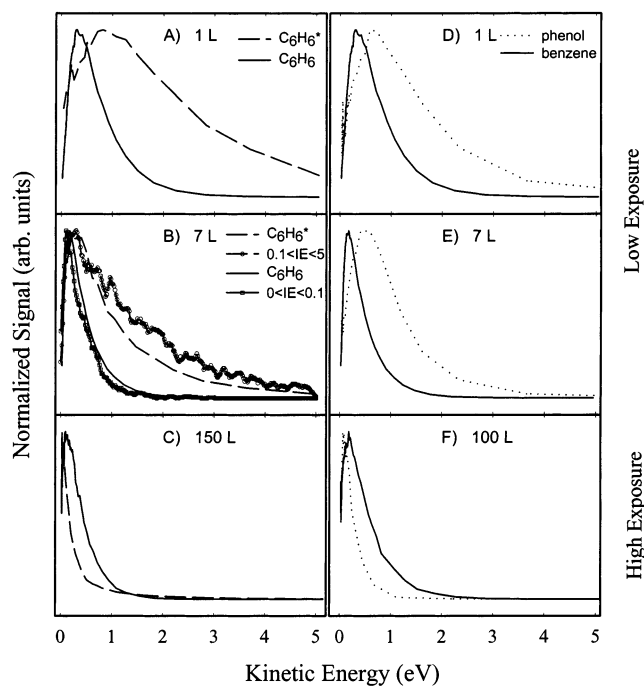 A) 1 L
C₆H₆*
C₆H₆
D) 1 L
phenol
benzene
B) 7 L
C₆H₆*
0.1<IE<5
C₆H₆
0<IE<0.1
E) 7 L
C) 150 L
F) 100 L
0 1 2 3 4 5
0 1 2 3 4 5
Kinetic Energy (eV)
Normalized Signal (arb. units)
Low Exposure
High Exposure